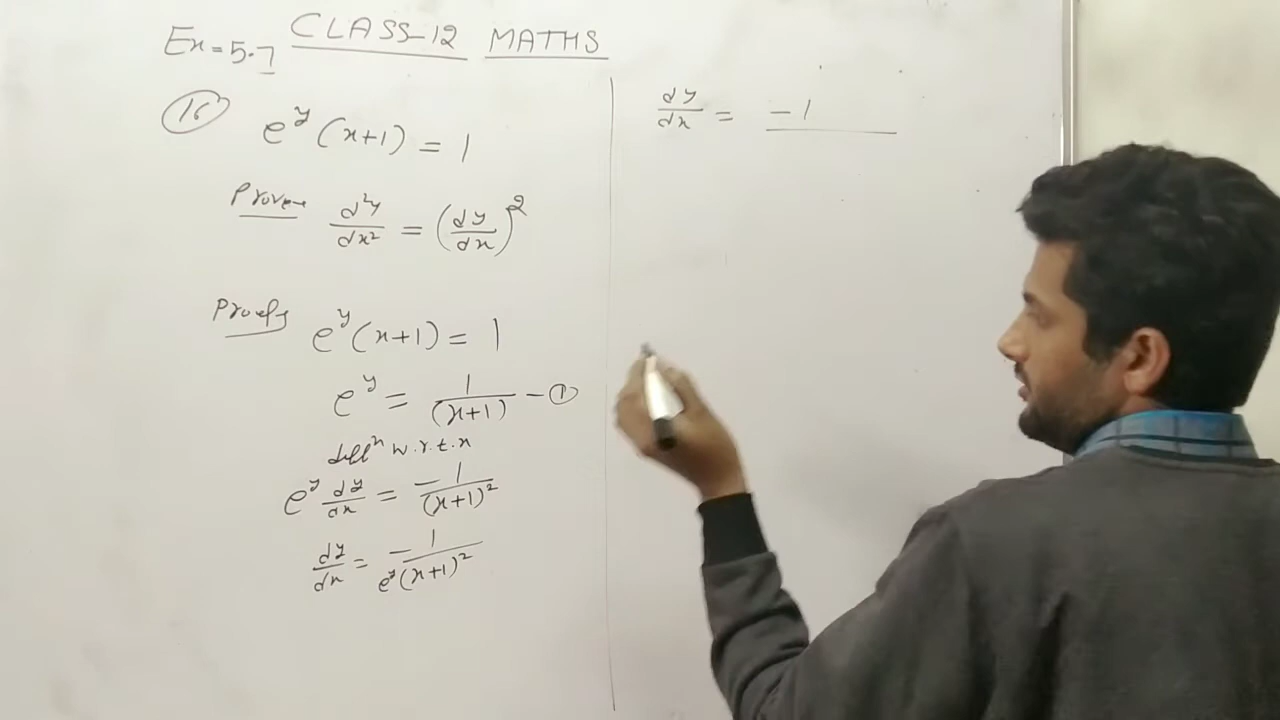 Ex = 5.7 CLASS-12 MATHS
16 e^y (x+1) = 1
Prove d²y/dx² = (dy/dx)²
e^y (x+1) = 1
e^y = 1/(x+1) - ①
diffⁿ w.r.t. x
e^y dy/dx = -1/(x+1)²
dy/dx = -1/e^y(x+1)²
dy/dx = -1